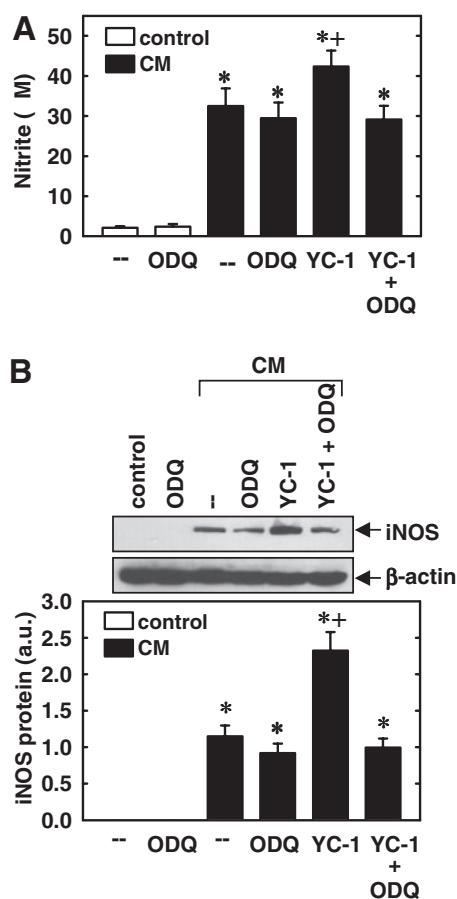 A
control
CM
Nitrite ( M)
50
40
30
20
10
0
*
*
*+
*
--
ODQ
--
ODQ
YC-1
YC-1
+
ODQ
B
CM
control
ODQ
--
ODQ
YC-1
YC-1 + ODQ
iNOS
β-actin
iNOS protein (a.u.)
3.0
2.5
2.0
1.5
1.0
0.5
0.0
control
CM
*
*
*+
*
--
ODQ
--
ODQ
YC-1
YC-1
+
ODQ